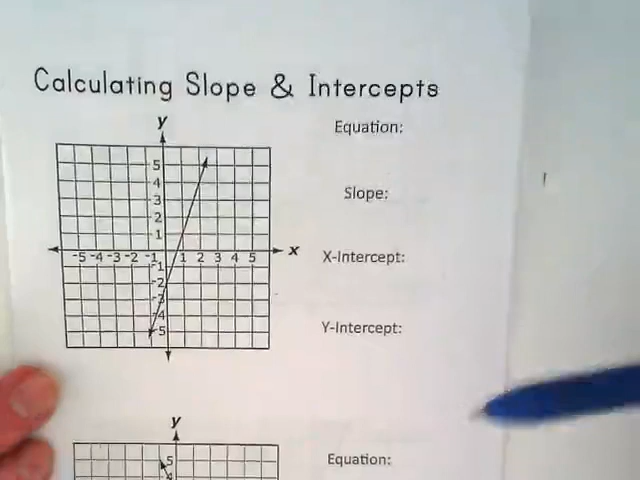 Calculating Slope & Intercepts
y
Equation:
5
4
3
2
1
Slope:
-5 -4 -3 -2 -1 1 2 3 4 5 x
X-Intercept:
-1
-2
-3
-4
-5
Y-Intercept:
y
5
4
Equation: